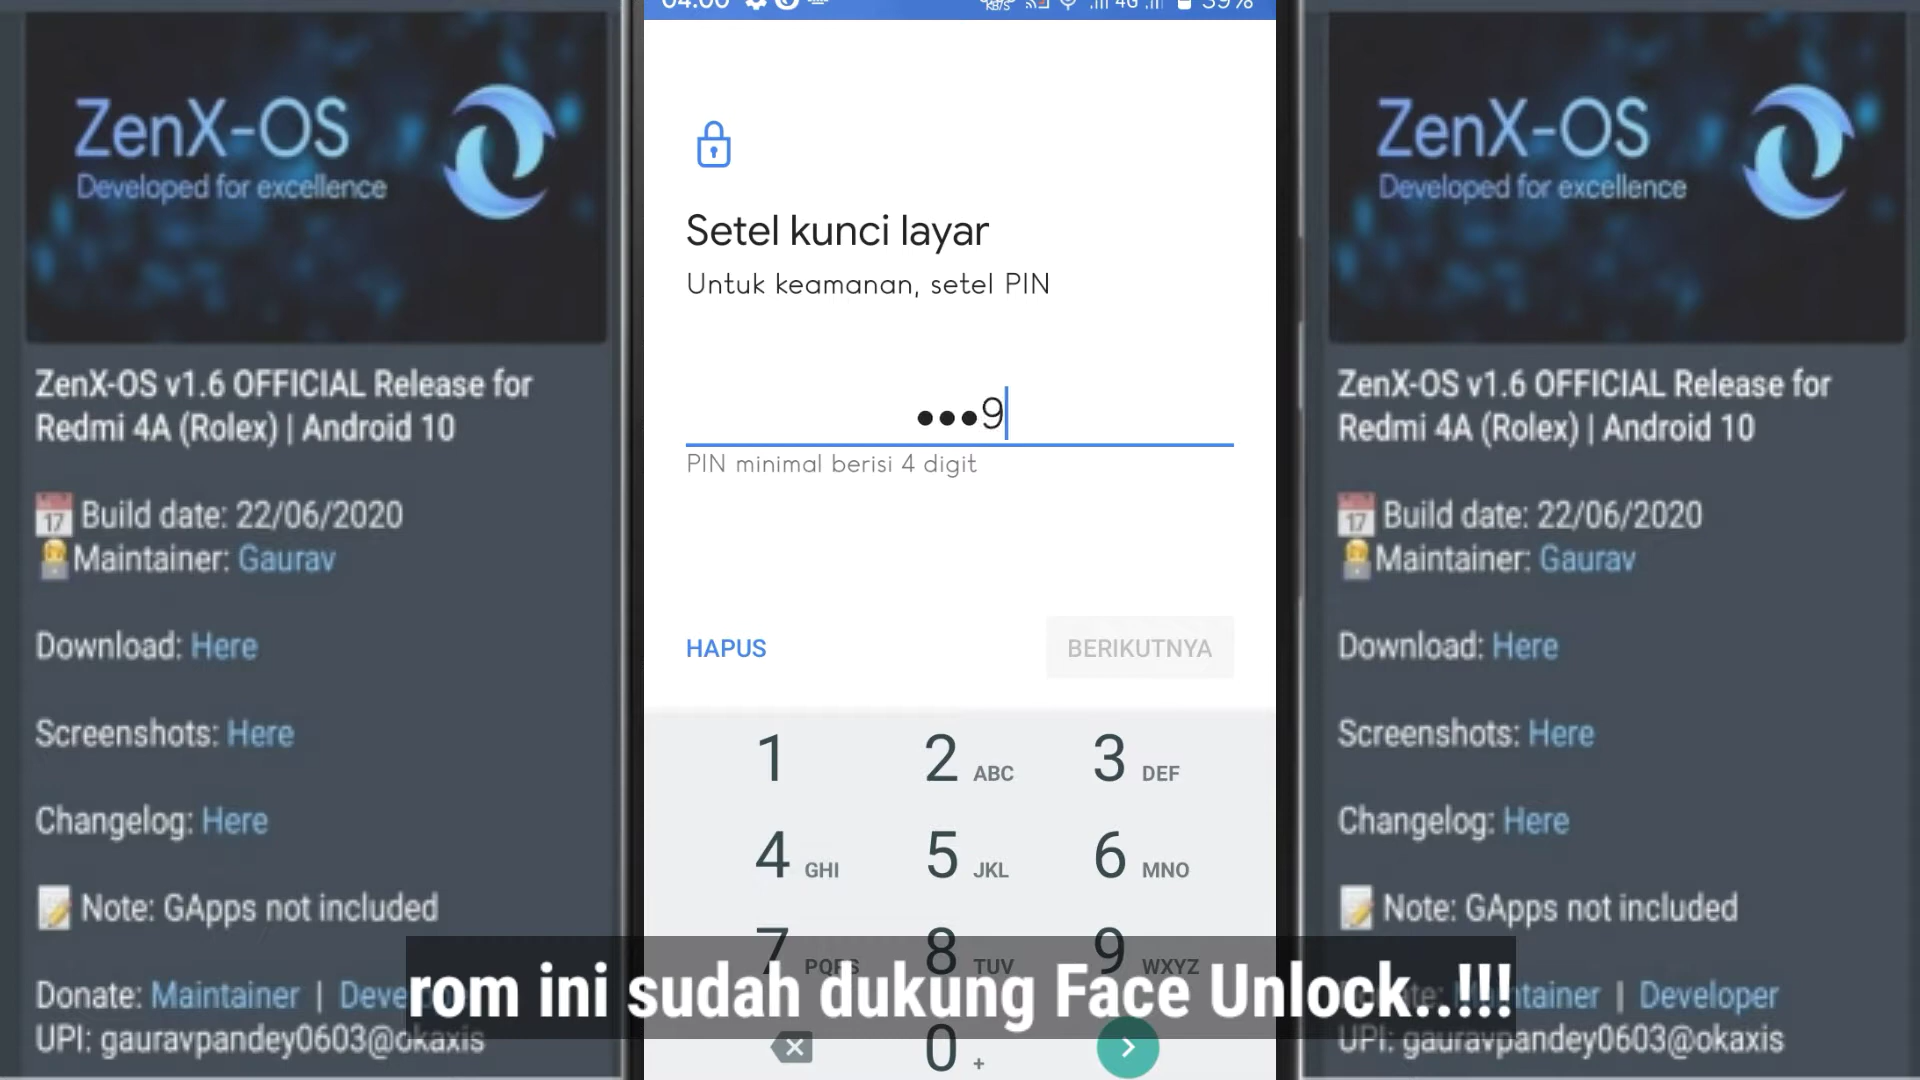 ZenX-OS
Developed for excellence
ZenX-OS v1.6 OFFICIAL Release for
Redmi 4A (Rolex) | Android 10
Build date: 22/06/2020
Maintainer: Gaurav
Download: Here
Screenshots: Here
Changelog: Here
Note: GApps not included
Donate: Maintainer |
UPI: gauravpandey0603@okaxis
04:00 4G 39%
Setel kunci layar
Untuk keamanan, setel PIN
•••9
PIN minimal berisi 4 digit
HAPUS BERIKUTNYA
1 2 ABC 3 DEF
4 GHI 5 JKL 6 MNO
7 PQRS 8 TUV 9 WXYZ
0 +
rom ini sudah dukung Face Unlock..!!!
ZenX-OS
Developed for excellence
ZenX-OS v1.6 OFFICIAL Release for
Redmi 4A (Rolex) | Android 10
Build date: 22/06/2020
Maintainer: Gaurav
Download: Here
Screenshots: Here
Changelog: Here
Note: GApps not included
| Developer
UPI: gauravpandey0603@okaxis